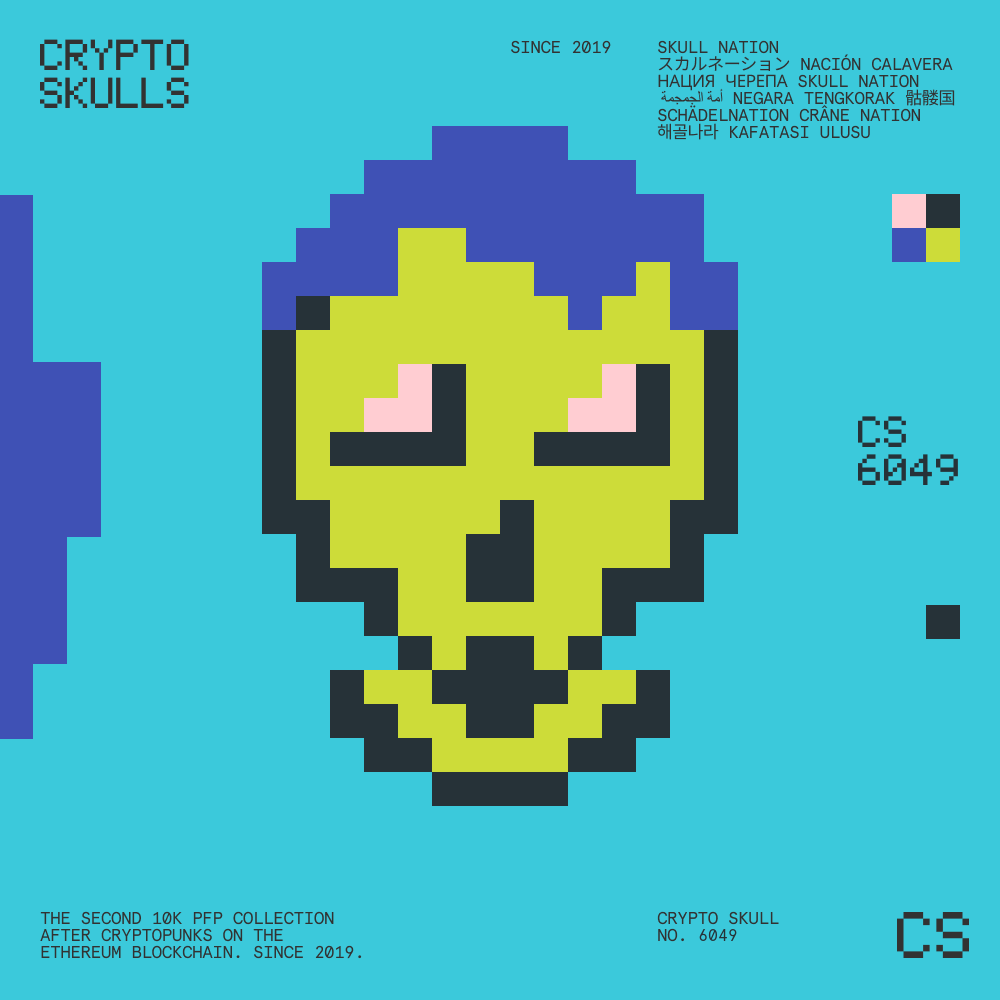 CRYPTO
SKULLS
SINCE 2019
SKULL NATION
スカルネーション NACIÓN CALAVERA
НАЦИЯ ЧЕРЕПА SKULL NATION
أمة الجمجمة NEGARA TENGKORAK 骷髅国
SCHÄDELNATION CRÂNE NATION
해골나라 KAFATASI ULUSU
CS
6049
THE SECOND 10K PFP COLLECTION
AFTER CRYPTOPUNKS ON THE
ETHEREUM BLOCKCHAIN. SINCE 2019.
CRYPTO SKULL
NO. 6049
CS